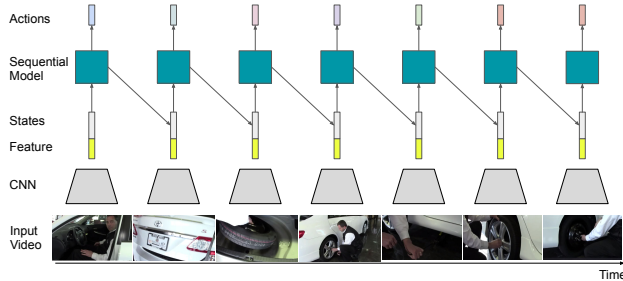 Actions
Sequential
Model
States
Feature
CNN
Input
Video
Time